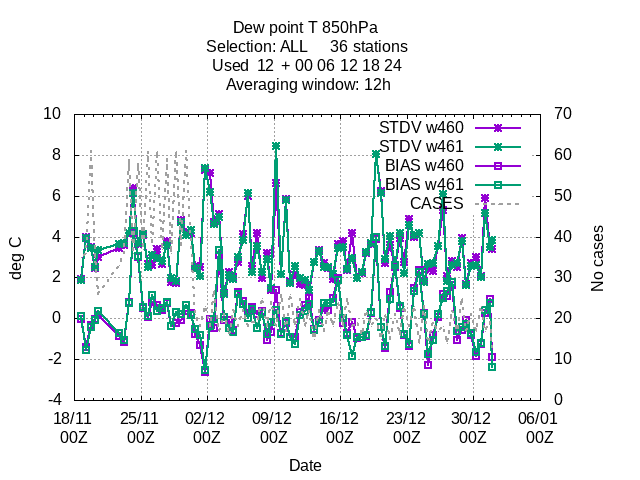 Dew point T 850hPa
Selection: ALL 36 stations
Used 12 + 00 06 12 18 24
Averaging window: 12h
10
8
6
4
2
0
-2
-4
deg C
70
60
50
40
30
20
10
0
No cases
STDV w460
STDV w461
BIAS w460
BIAS w461
CASES
18/11 25/11 02/12 09/12 16/12 23/12 30/12 06/01
00Z 00Z 00Z 00Z 00Z 00Z 00Z 00Z
Date